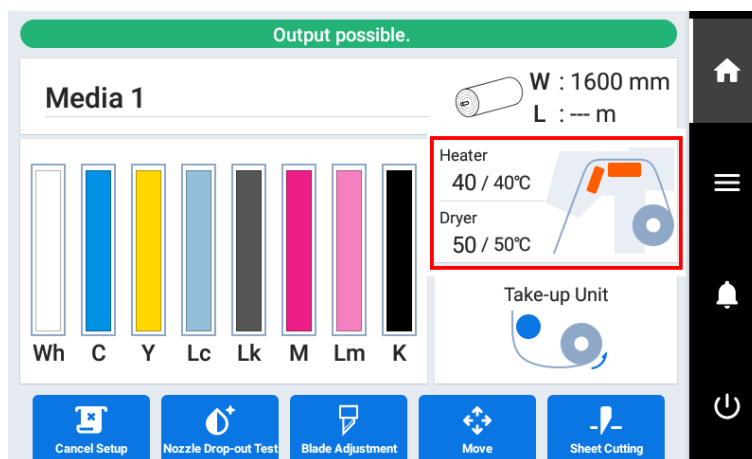 Output possible.
Media 1
W : 1600 mm
L : --- m
Heater
40 / 40℃
Dryer
50 / 50℃
Take-up Unit
Wh C Y Lc Lk M Lm K
Cancel Setup
Nozzle Drop-out Test
Blade Adjustment
Move
Sheet Cutting